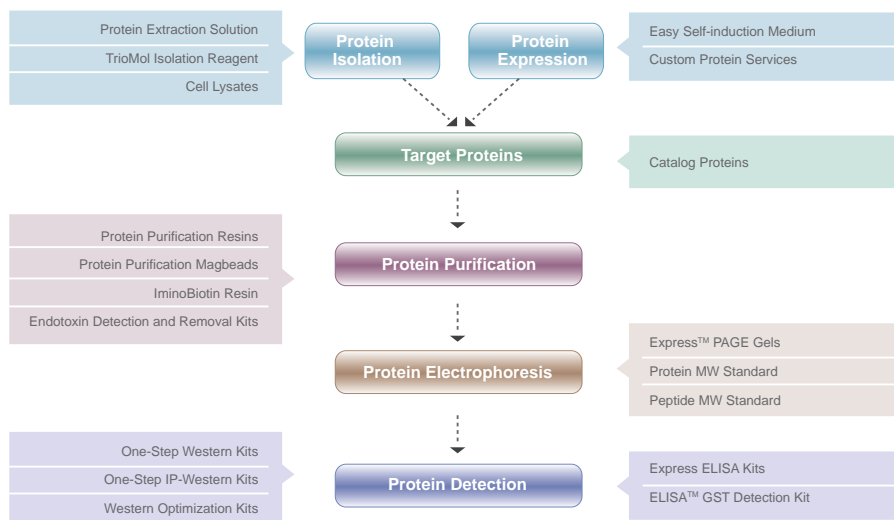 Protein Extraction Solution
TrioMol Isolation Reagent
Cell Lysates
Protein
Isolation
Protein
Expression
Easy Self-induction Medium
Custom Protein Services
Target Proteins
Catalog Proteins
Protein Purification Resins
Protein Purification Magbeads
IminoBiotin Resin
Endotoxin Detection and Removal Kits
Protein Purification
Protein Electrophoresis
Express™ PAGE Gels
Protein MW Standard
Peptide MW Standard
One-Step Western Kits
One-Step IP-Western Kits
Western Optimization Kits
Protein Detection
Express ELISA Kits
ELISA™ GST Detection Kit